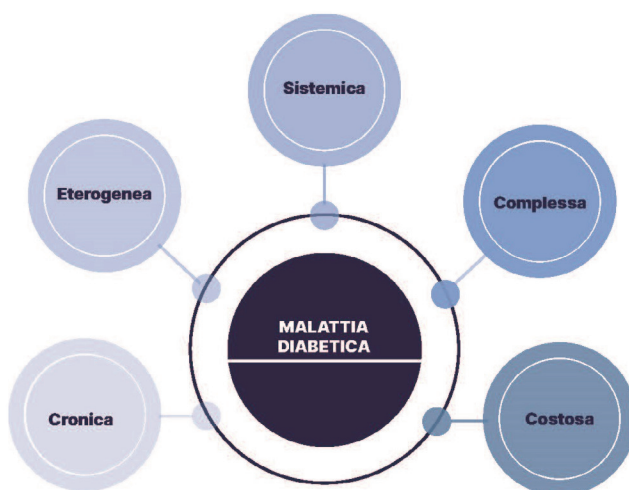 Sistemica
Eterogenea
Complessa
MALATTIA
DIABETICA
Cronica
Costosa